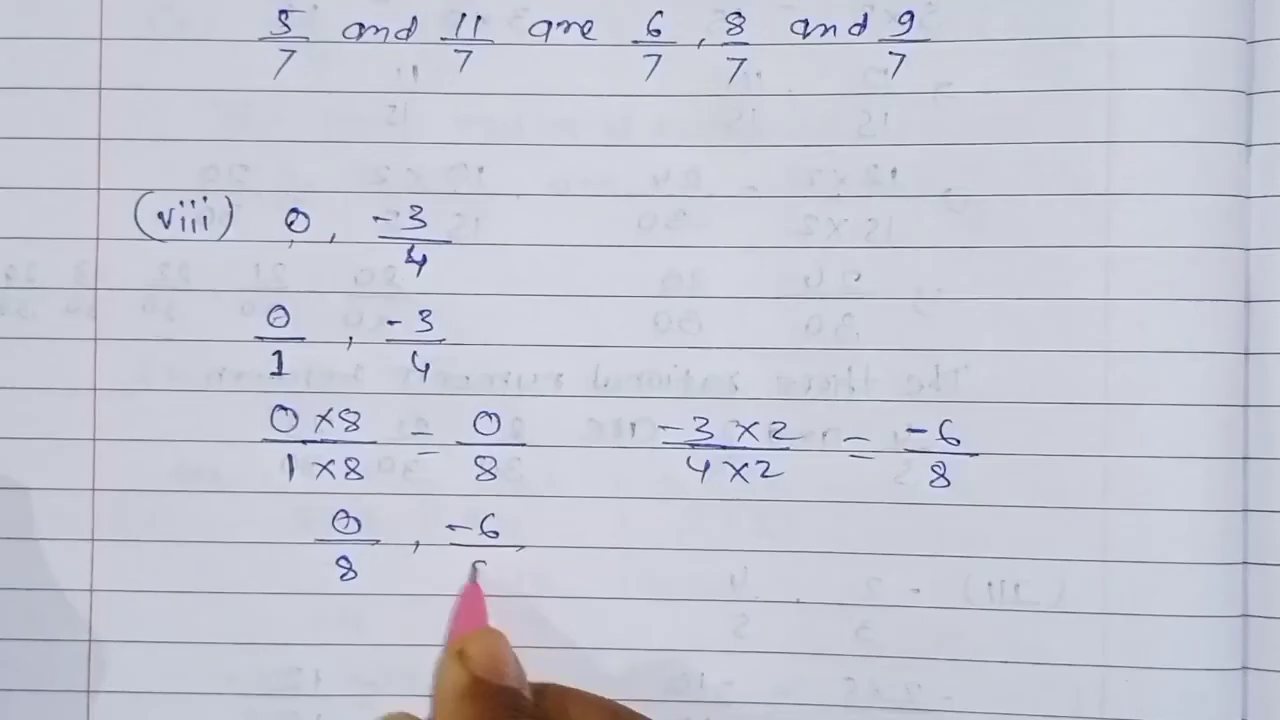 5/7 and 11/7 are 6/7, 8/7 and 9/7
(viii) 0, -3/4
0/1, -3/4
0×8/1×8 = 0/8 -3×2/4×2 = -6/8
0/8, -6/